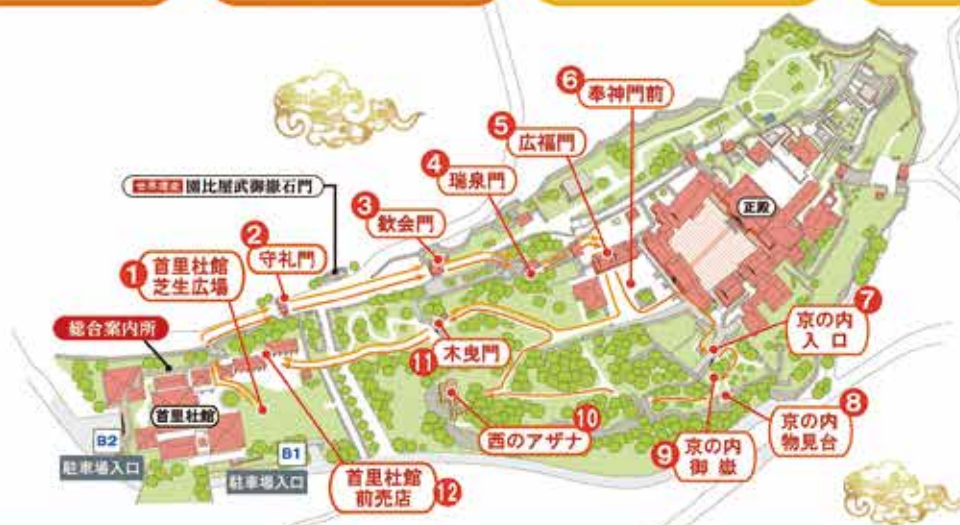 6
奉神門前
5
広福門
4
瑞泉門
世界遺産 園比屋武御嶽石門
3
歓会門
2
守礼門
1
首里杜館
芝生広場
正殿
総合案内所
7
京の内
入口
11
木曳門
首里杜館
10
西のアザナ
8
京の内
物見台
9
京の内
御嶽
B2
駐車場入口
B1
駐車場入口
首里杜館
前売店
12